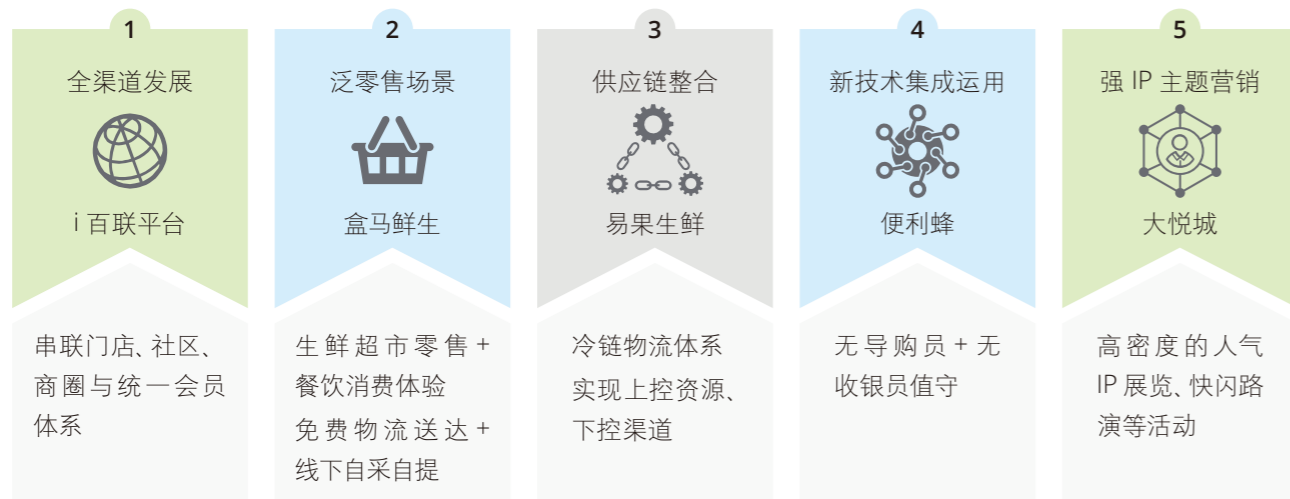 1
全渠道发展
i 百联平台
串联门店、社区、
商圈与统一会员
体系
2
泛零售场景
盒马鲜生
生鲜超市零售+
餐饮消费体验
免费物流送达+
线下自采自提
3
供应链整合
易果生鲜
冷链物流体系
实现上控资源、
下控渠道
4
新技术集成运用
便利蜂
无导购员+无
收银员值守
5
强 IP 主题营销
大悦城
高密度的人气
IP 展览、快闪路
演等活动